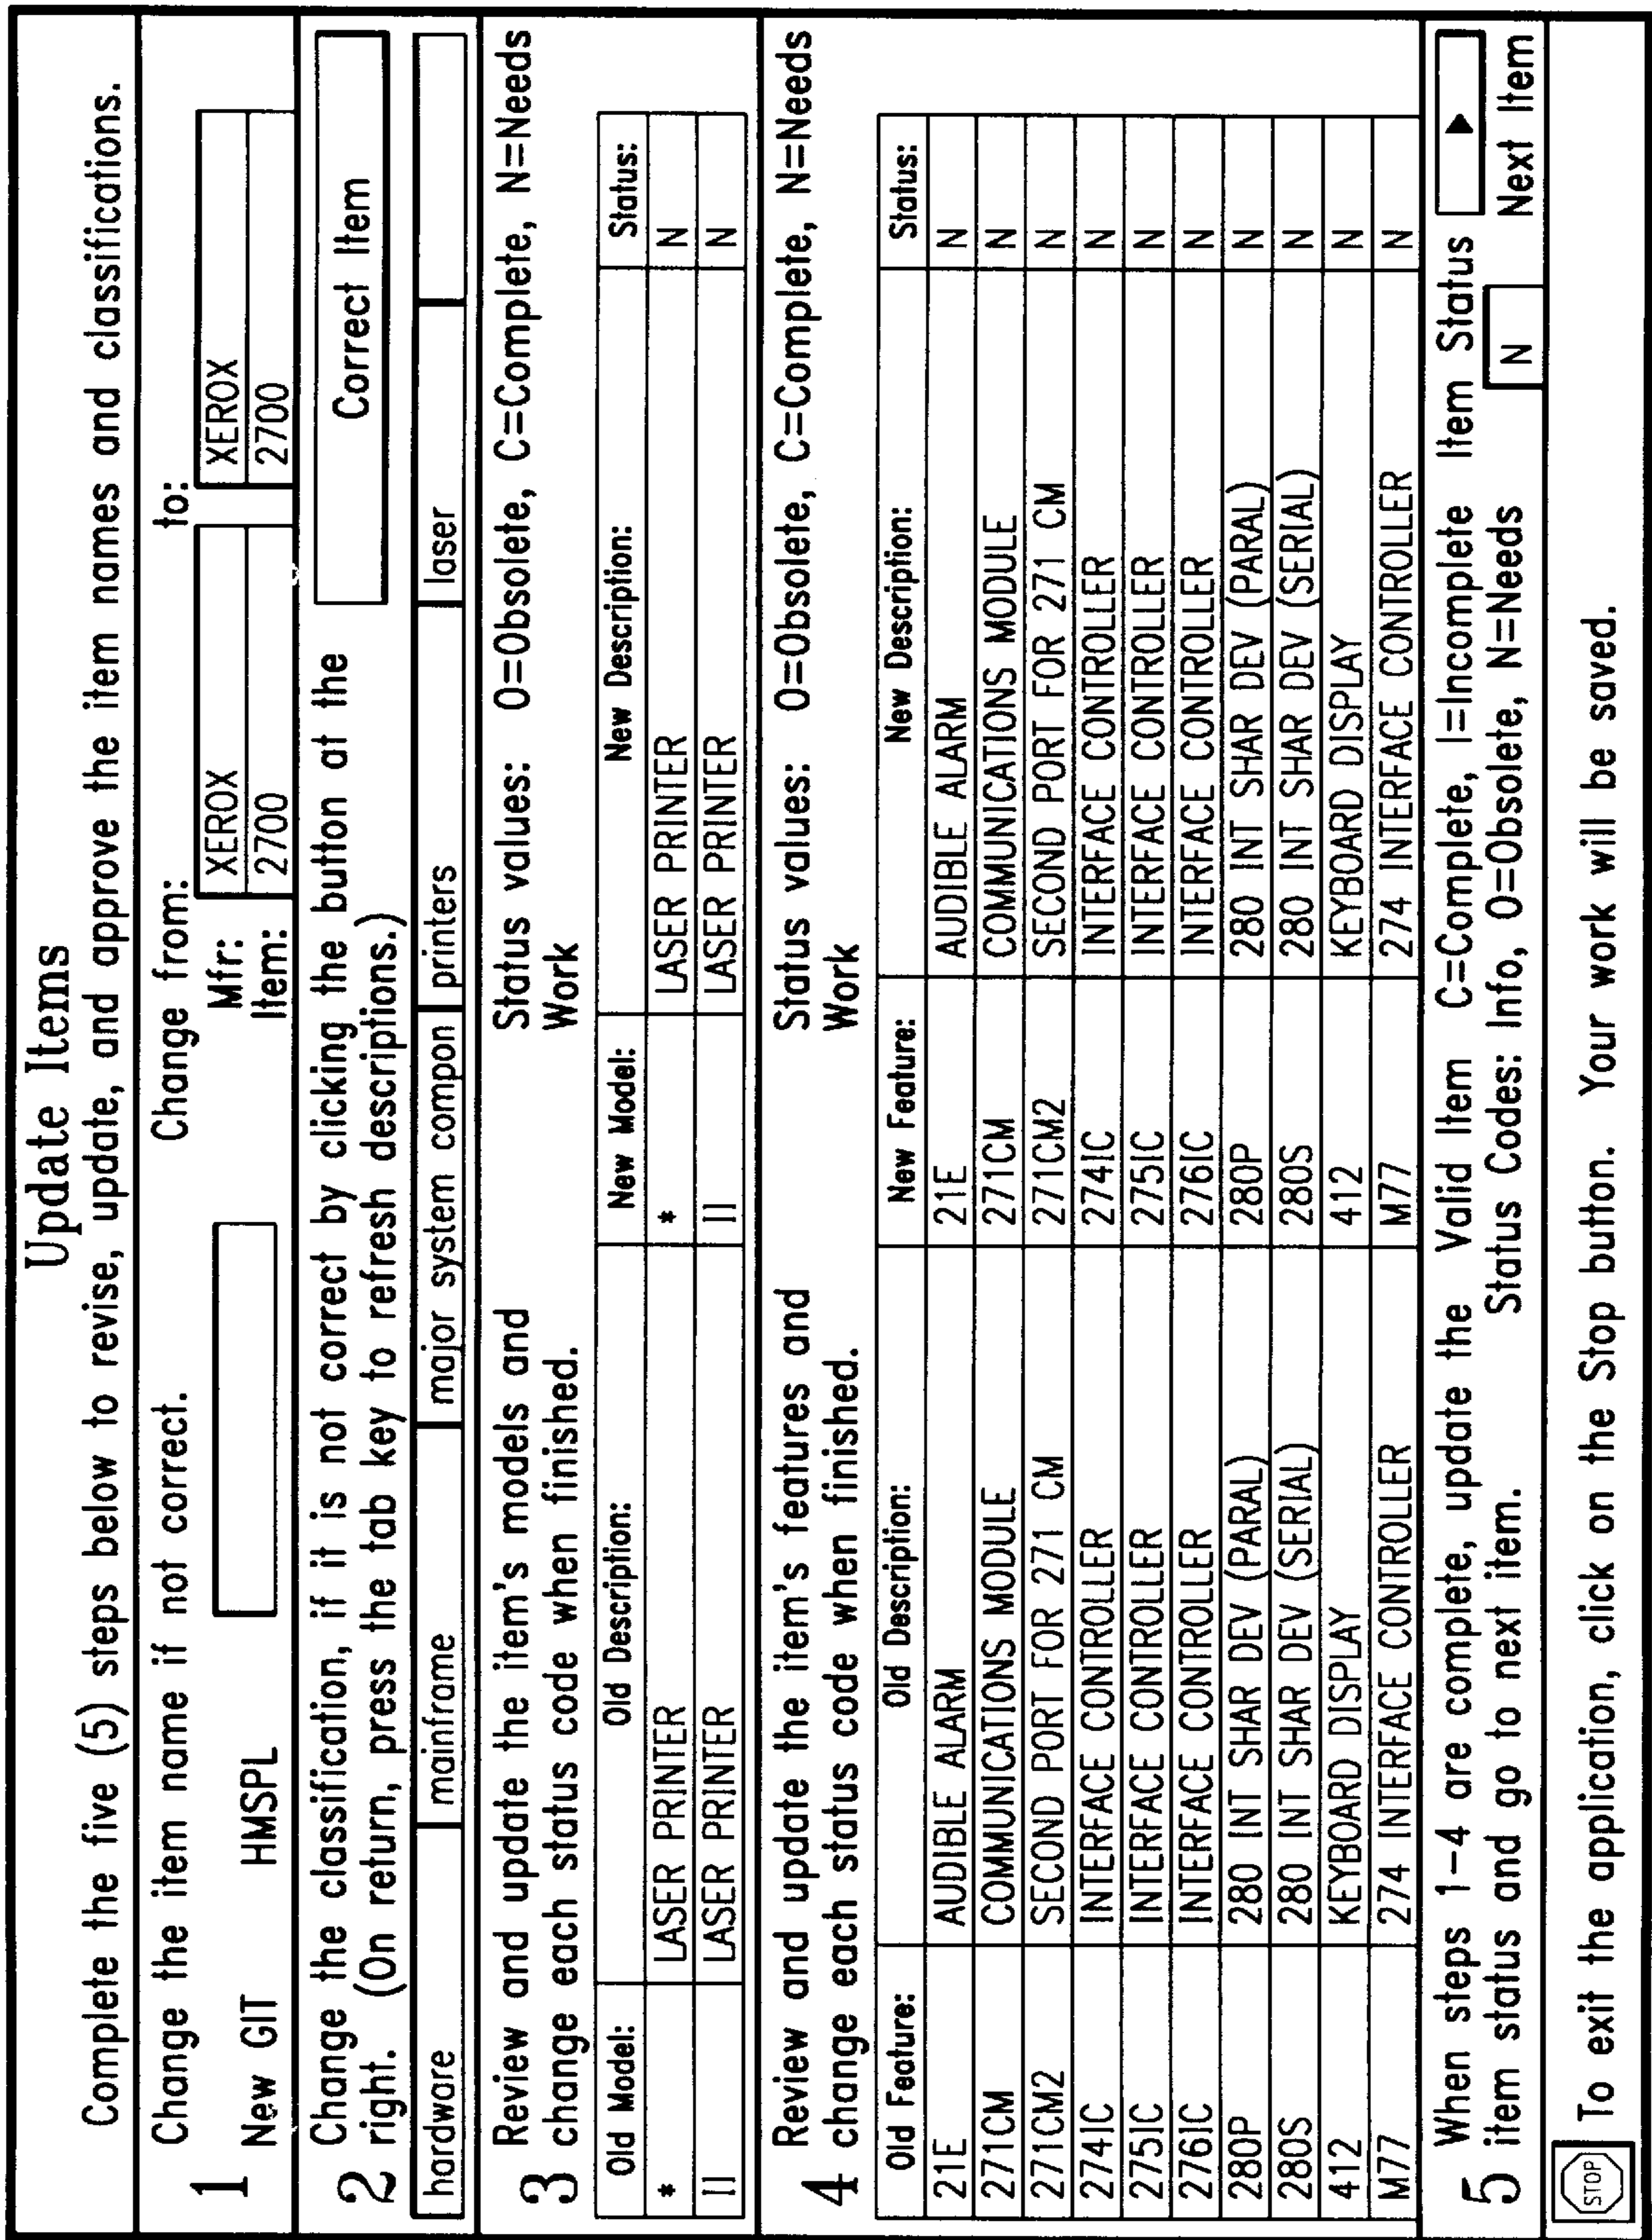 Update Items
Complete the five (5) steps below to revise, update, and approve the item names and classifications.
1 Change the item name if not correct. Change from: to:
Mfr: XEROX XEROX
New GIT HMSPL Item: 2700 2700
2 Change the classification, if it is not correct by clicking the button at the Correct Item
right. (On return, press the tab key to refresh descriptions.)
hardware mainframe major system compon printers laser
3 Review and update the item's models and Status values: O=Obsolete, C=Complete, N=Needs
change each status code when finished. Work
Old Model: Old Description: New Model: New Description: Status:
* LASER PRINTER * LASER PRINTER N
II LASER PRINTER II LASER PRINTER N
4 Review and update the item's features and Status values: O=Obsolete, C=Complete, N=Needs
change each status code when finished. Work
Old Feature: Old Description: New Feature: New Description: Status:
21E AUDIBLE ALARM 21E AUDIBLE ALARM N
271CM COMMUNICATIONS MODULE 271CM COMMUNICATIONS MODULE N
271CM2 SECOND PORT FOR 271 CM 271CM2 SECOND PORT FOR 271 CM N
274IC INTERFACE CONTROLLER 274IC INTERFACE CONTROLLER N
275IC INTERFACE CONTROLLER 275IC INTERFACE CONTROLLER N
276IC INTERFACE CONTROLLER 276IC INTERFACE CONTROLLER N
280P 280 INT SHAR DEV (PARAL) 280P 280 INT SHAR DEV (PARAL) N
280S 280 INT SHAR DEV (SERIAL) 280S 280 INT SHAR DEV (SERIAL) N
412 KEYBOARD DISPLAY 412 KEYBOARD DISPLAY N
M77 274 INTERFACE CONTROLLER M77 274 INTERFACE CONTROLLER N
5 When steps 1-4 are complete, update the Valid Item C=Complete, I=Incomplete Item Status
item status and go to next item. Status Codes: Info, O=Obsolete, N=Needs N Next Item
STOP To exit the application, click on the Stop button. Your work will be saved.